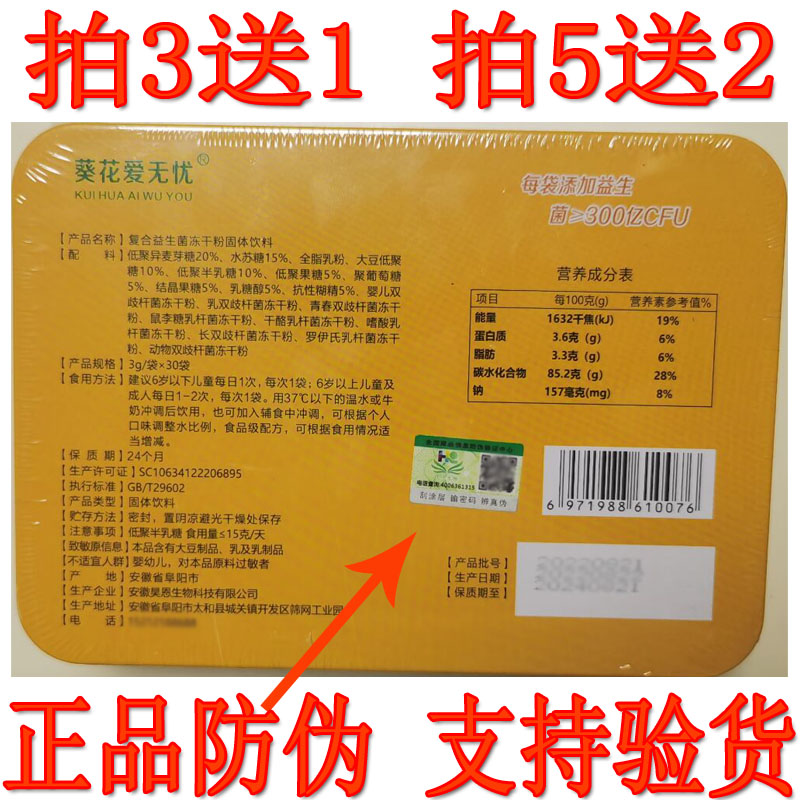 拍3送1 拍5送2
葵花爱无忧®
KUI HUA AI WU YOU
每袋添加益生
菌≥300亿CFU
【产品名称】复合益生菌冻干粉固体饮料
【配 料】低聚异麦芽糖20%、水苏糖15%、全脂乳粉、大豆低聚
糖10%、低聚半乳糖10%、低聚果糖5%、聚葡萄糖
5%、结晶果糖5%、乳糖醇5%、抗性糊精5%、婴儿双
歧杆菌冻干粉、乳双歧杆菌冻干粉、青春双歧杆菌冻干
粉、鼠李糖乳杆菌冻干粉、干酪乳杆菌冻干粉、嗜酸乳
杆菌冻干粉、长双歧杆菌冻干粉、罗伊氏乳杆菌冻干
粉、动物双歧杆菌冻干粉
【产品规格】3g/袋×30袋
【食用方法】建议6岁以下儿童每日1次，每次1袋；6岁以上儿童及
成人每日1-2次，每次1袋。用37℃以下的温水或牛
奶冲调后饮用，也可加入辅食中冲调，可根据个人
口味调整水比例，食品级配方，可根据食用情况适
当增减。
【保 质 期】24个月
【生产许可证】SC10634122206895
【执行标准】GB/T29602
【产品类型】固体饮料
【贮存方法】密封，置阴凉避光干燥处保存
【注意事项】低聚半乳糖 食用量≤15克/天
【致敏原信息】本品含有大豆制品、乳及乳制品
【不适宜人群】婴幼儿，对本品原料过敏者
【产 地】安徽省阜阳市
【生产企业】安徽昊恩生物科技有限公司
【生产地址】安徽省阜阳市太和县城关镇开发区筛网工业园
【电 话】
营养成分表
项目 每100克(g) 营养素参考值%
能量 1632千焦(kJ) 19%
蛋白质 3.6克（g） 6%
脂肪 3.3克（g） 6%
碳水化合物 85.2克（g） 28%
钠 157毫克(mg) 8%
电话查询:4006361315
刮涂层 输密码 辨真伪
6971988610076
【产品批号】
【生产日期】
【保质期至】
正品防伪 支持验货